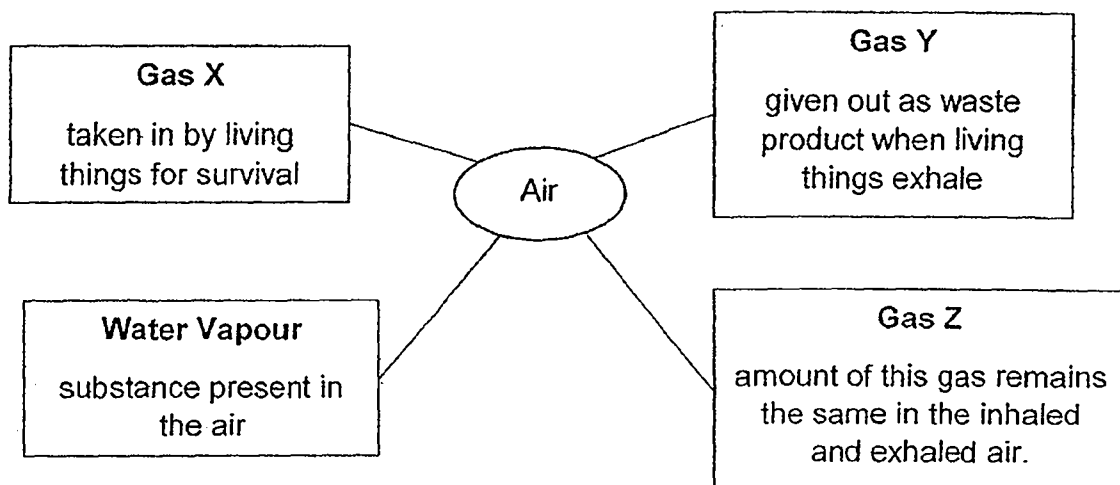 Gas X
taken in by living
things for survival
Gas Y
given out as waste
product when living
things exhale
Air
Water Vapour
substance present in
the air
Gas Z
amount of this gas remains
the same in the inhaled
and exhaled air.